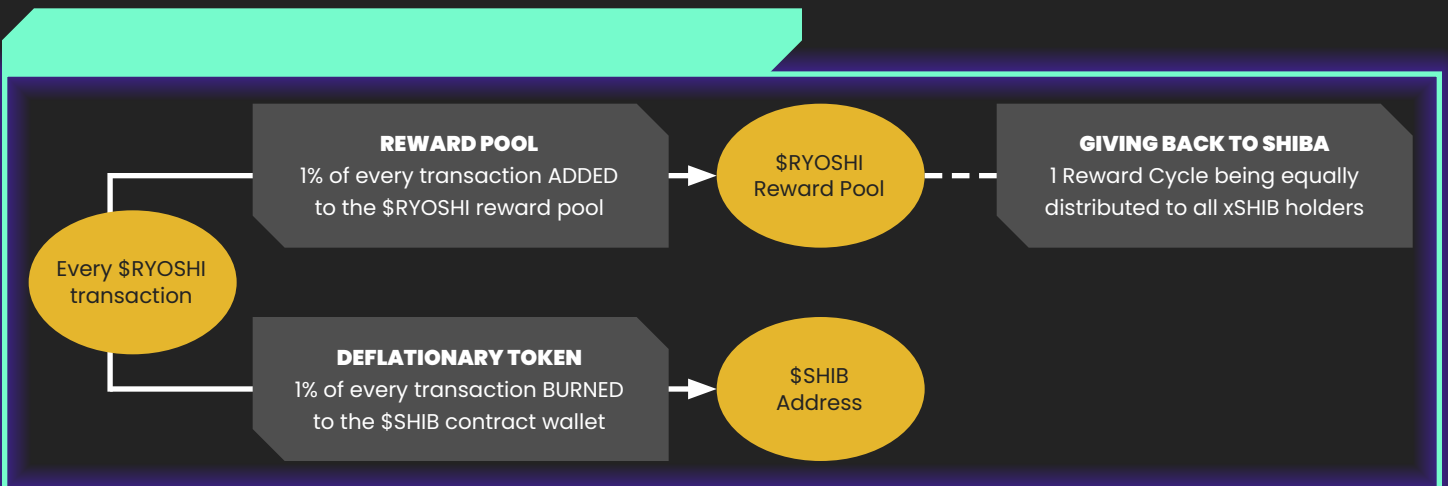 REWARD POOL
1% of every transaction ADDED
to the $RYOSHI reward pool
$RYOSHI
Reward Pool
GIVING BACK TO SHIBA
1 Reward Cycle being equally
distributed to all xSHIB holders
Every $RYOSHI
transaction
DEFLATIONARY TOKEN
1% of every transaction BURNED
to the $SHIB contract wallet
$SHIB
Address